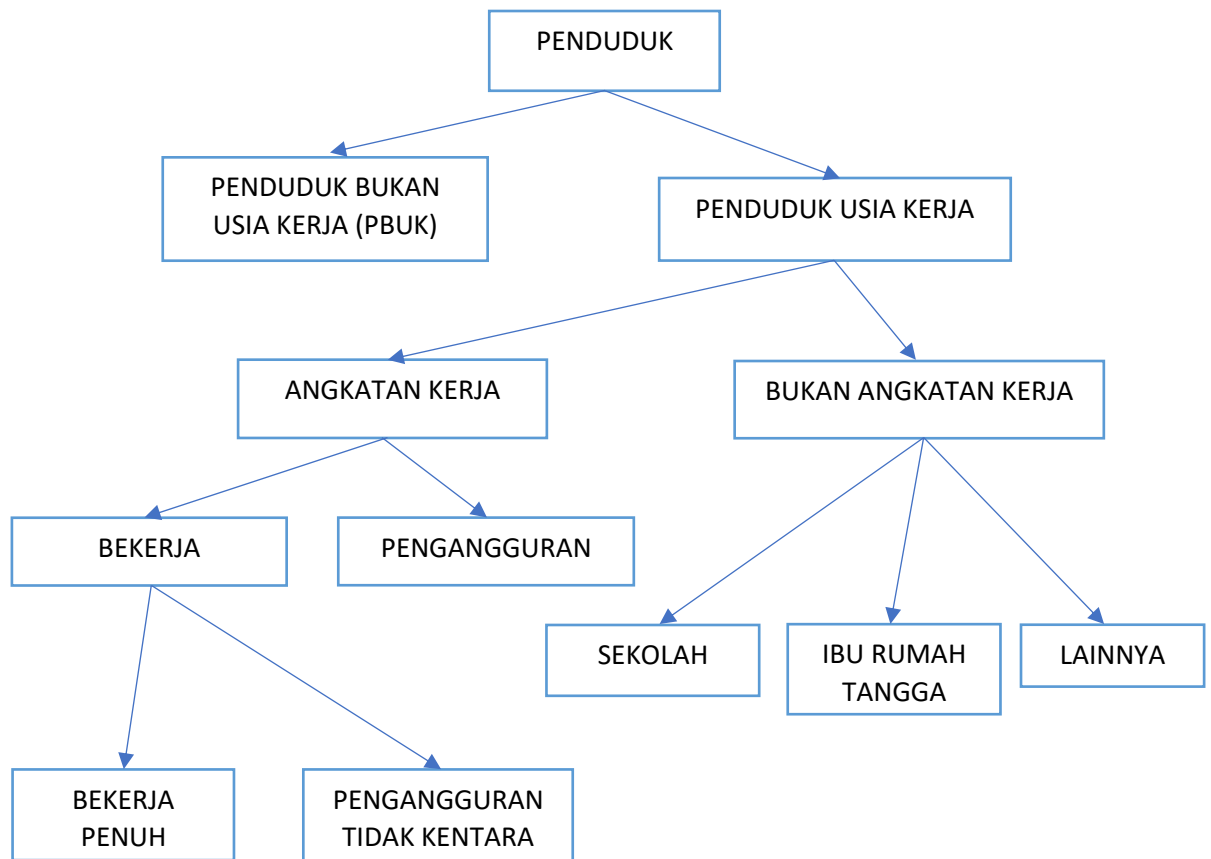 PENDUDUK
PENDUDUK BUKAN
USIA KERJA (PBUK)
PENDUDUK USIA KERJA
ANGKATAN KERJA
BUKAN ANGKATAN KERJA
BEKERJA
PENGANGGURAN
SEKOLAH
IBU RUMAH
TANGGA
LAINNYA
BEKERJA
PENUH
PENGANGGURAN
TIDAK KENTARA